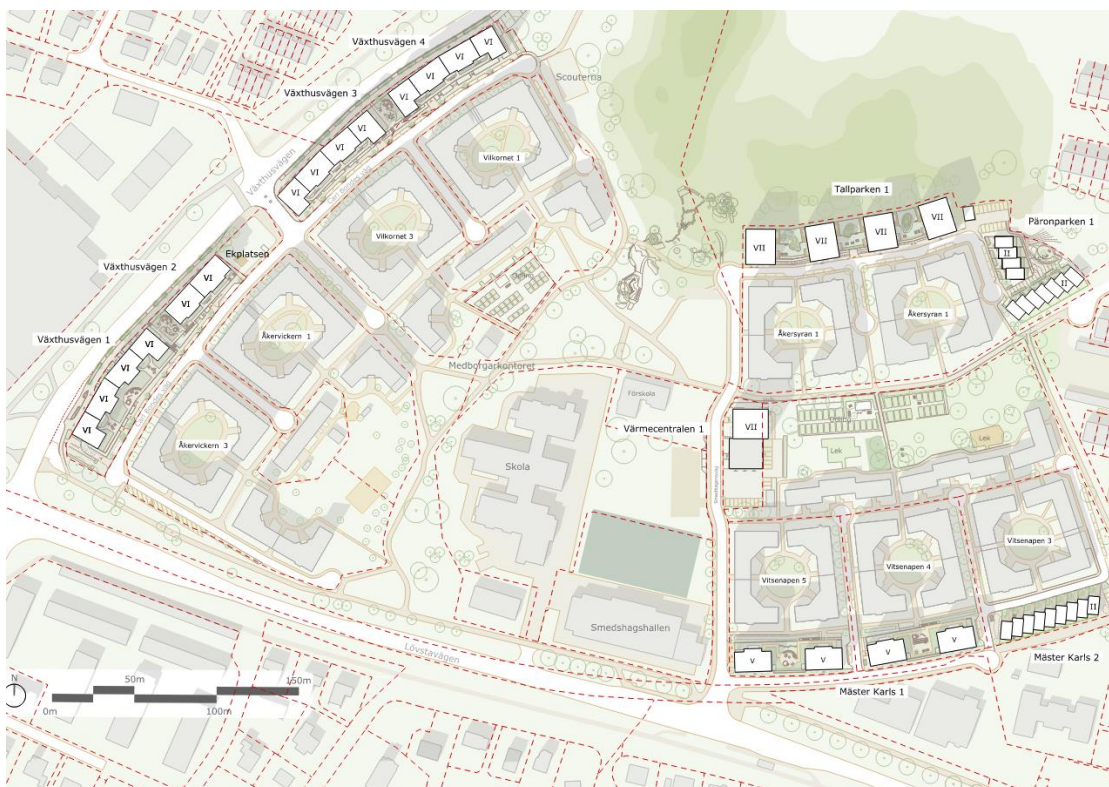 Växthusvägen 4
VI
VI
VI
VI
VI
Växthusvägen 3
VI
VI
VI
VI
Scouterna
Vilkornet 1
Växthusvägen
Vilkornet 3
Tallparken 1
Päronparken 1
VII
VII
VII
VII
II
II
Växthusvägen 2
Ekplatsen
VI
VI
Odling
Åkersyran 1
Åkersyran 1
Växthusvägen 1
Åkervickern 1
VI
VI
VI
VI
Medborgarkontoret
Förskola
Värmecentralen 1
VII
Åkervickern 3
Skola
Lek
Lek
Smedshagsväg
Vitsenapen 5
Vitsenapen 4
Vitsenapen 3
Smedshagshallen
Lövstavägen
V
V
V
V
II
Mäster Karls 2
Mäster Karls 1
N
50m
150m
0m
100m